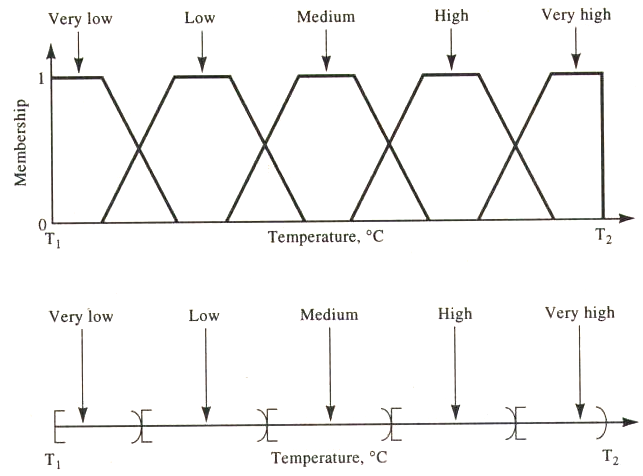 Very low Low Medium High Very high
1
Membership
0
T1 Temperature, °C T2
Very low Low Medium High Very high
T1 Temperature, °C T2